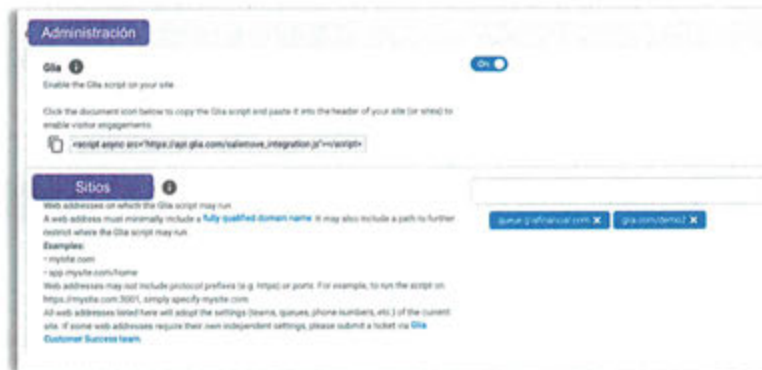 Administración
Glia
On
Enable the Glia script on your site
Click the document icon below to copy the Glia script and paste it into the header of your site (or sites) to
enable visitor engagements.
<script async src="https://api.glia.com/salemove_integration.js"></script>
Sitios
Web addresses on which the Glia script may run.
A web address must minimally include a fully qualified domain name. It may also include a path to further
restrict where the Glia script may run.
Examples:
- mysite.com
- app.mysite.com/home
Web addresses may not include protocol prefixes (e.g. https) or ports. For example, to run the script on
https://mysite.com:3001, simply specify mysite.com
All web addresses listed here will adopt the settings (teams, queues, phone numbers, etc.) of the current
site. If some web addresses require their own independent settings, please submit a ticket via Glia
Customer Success team.
glia.com/demo2 X